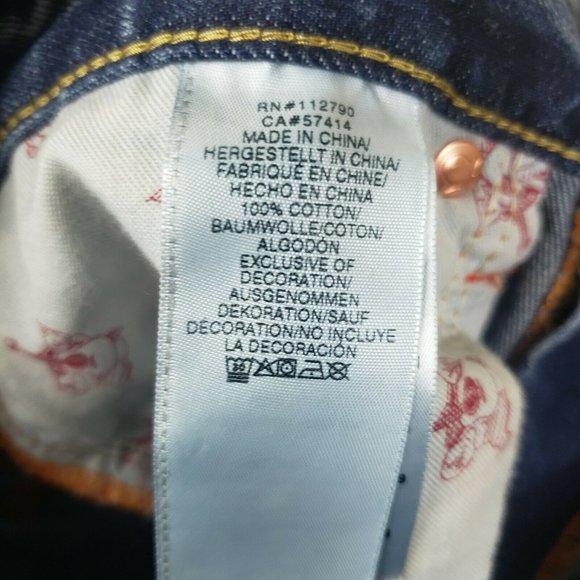 RN#112790
CA#57414
MADE IN CHINA/
HERGESTELLT IN CHINA/
FABRIQUÉ EN CHINE/
HECHO EN CHINA
100% COTTON/
BAUMWOLLE/COTON/
ALGODÓN
EXCLUSIVE OF
DECORATION/
AUSGENOMMEN
DEKORATION/SAUF
DÉCORATION/NO INCLUYE
LA DECORACIÓN
30